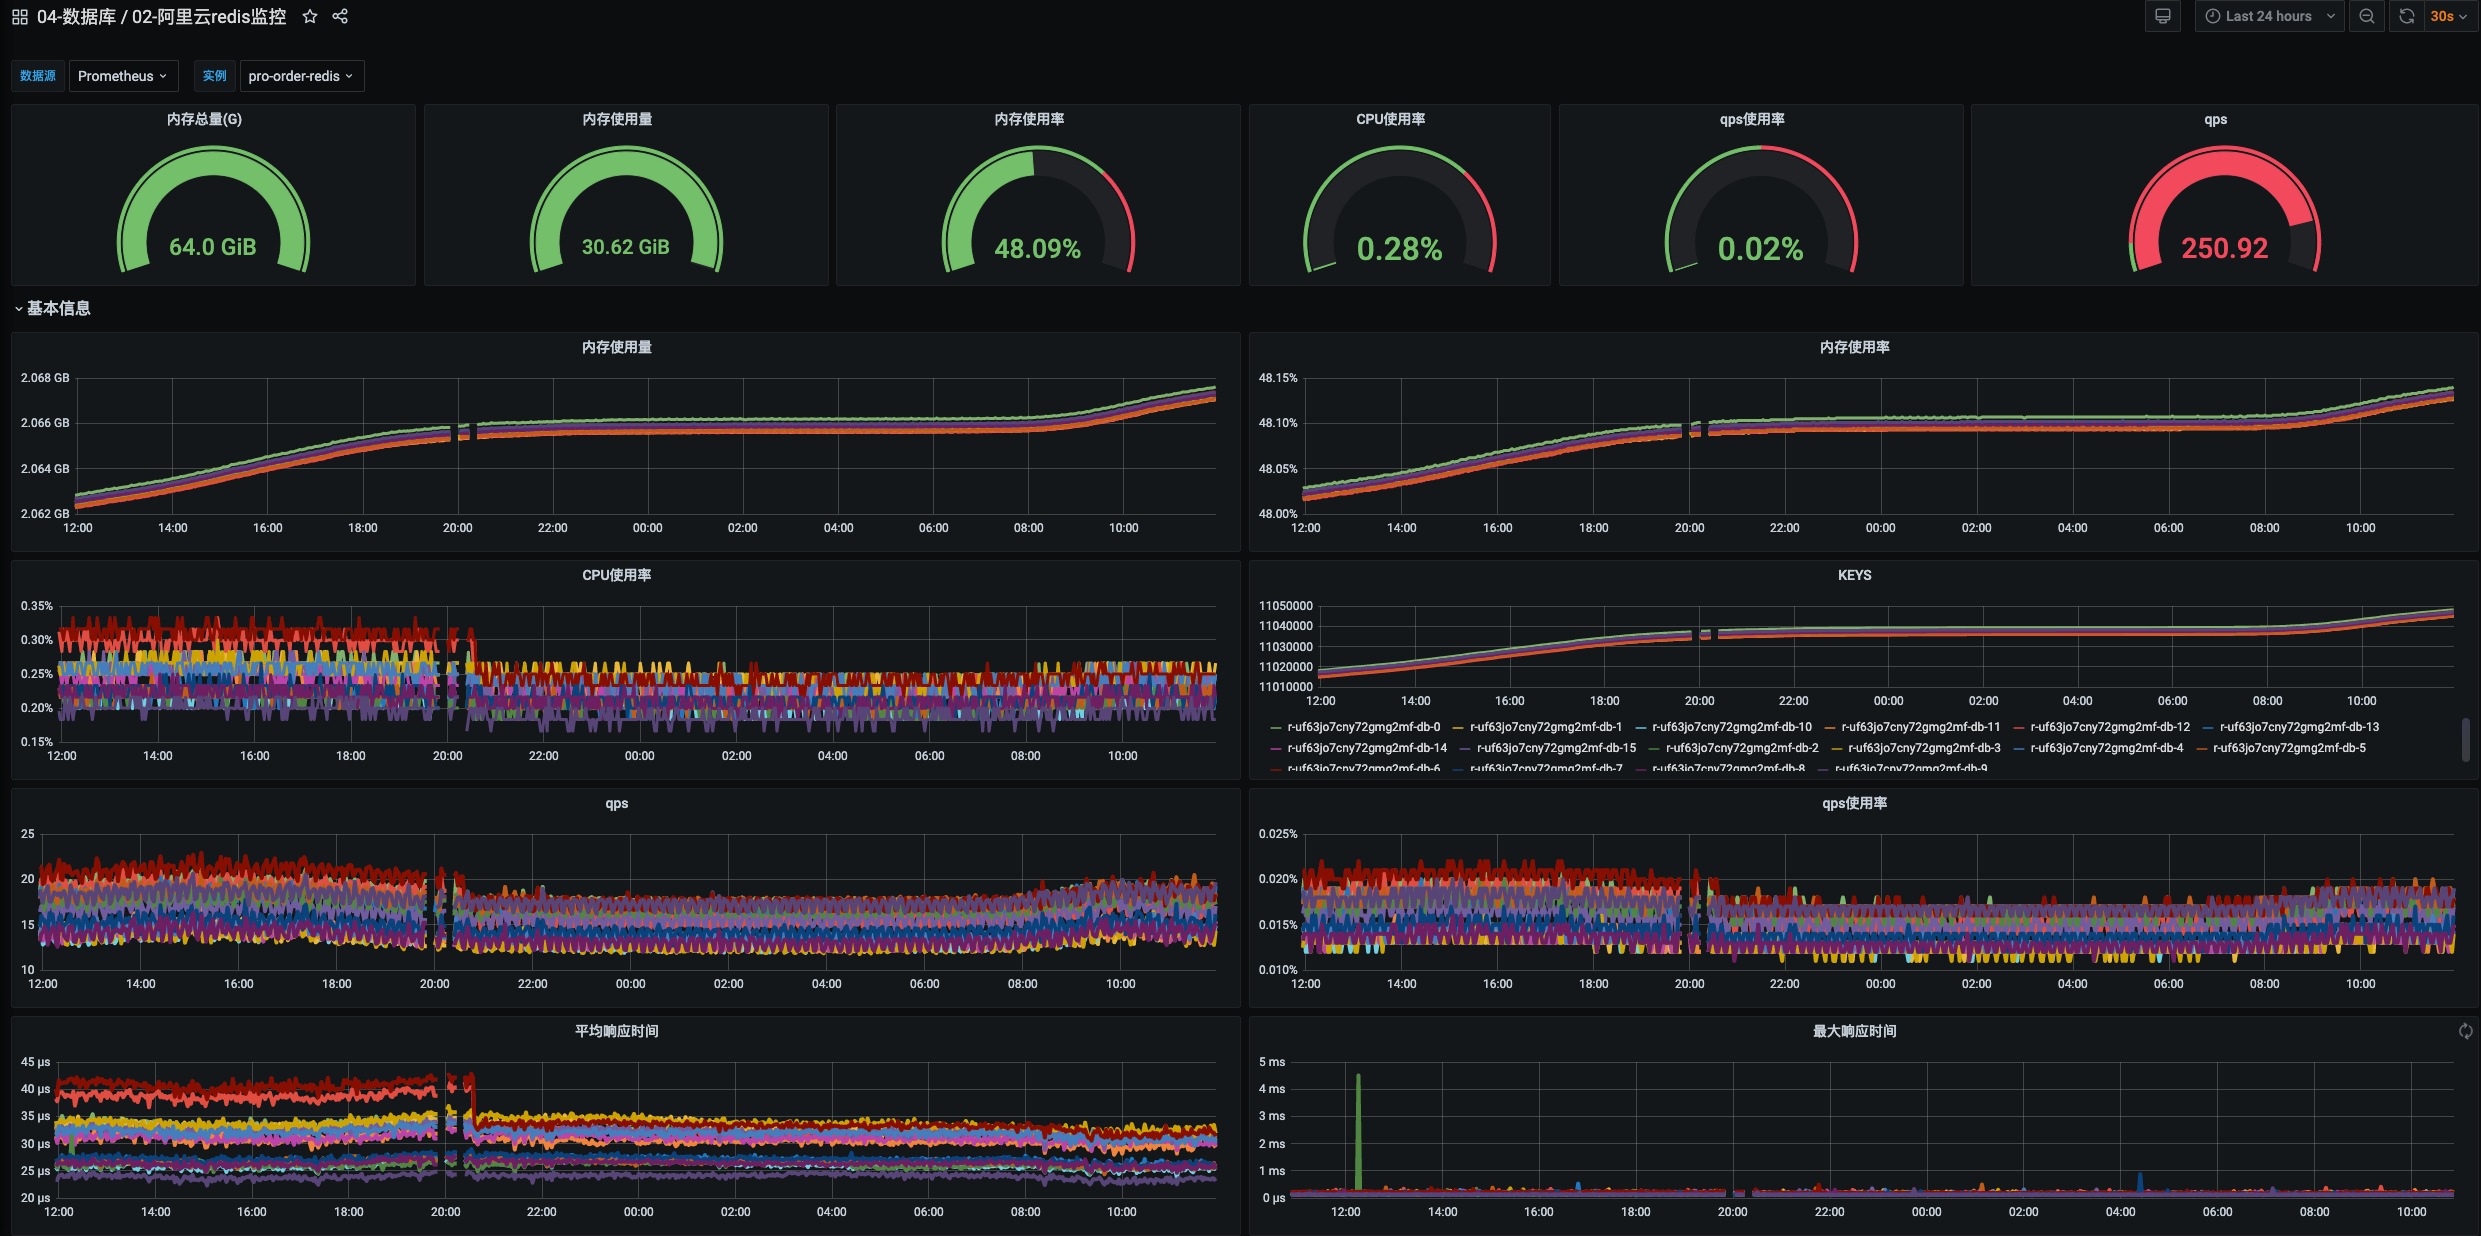 04-数据库 / 02-阿里云redis监控
Last 24 hours
30s
数据源 Prometheus 实例 pro-order-redis
内存总量(G)
64.0 GiB
内存使用量
30.62 GiB
内存使用率
48.09%
CPU使用率
0.28%
qps使用率
0.02%
qps
250.92
基本信息
内存使用量
2.068 GB
2.066 GB
2.064 GB
2.062 GB
12:00 14:00 16:00 18:00 20:00 22:00 00:00 02:00 04:00 06:00 08:00 10:00
内存使用率
48.15%
48.10%
48.05%
48.00%
12:00 14:00 16:00 18:00 20:00 22:00 00:00 02:00 04:00 06:00 08:00 10:00
CPU使用率
0.35%
0.30%
0.25%
0.20%
0.15%
12:00 14:00 16:00 18:00 20:00 22:00 00:00 02:00 04:00 06:00 08:00 10:00
KEYS
11050000
11040000
11030000
11020000
11010000
12:00 14:00 16:00 18:00 20:00 22:00 00:00 02:00 04:00 06:00 08:00 10:00
r-uf63jo7cny72gmg2mf-db-0 r-uf63jo7cny72gmg2mf-db-1 r-uf63jo7cny72gmg2mf-db-10 r-uf63jo7cny72gmg2mf-db-11 r-uf63jo7cny72gmg2mf-db-12 r-uf63jo7cny72gmg2mf-db-13
r-uf63jo7cny72gmg2mf-db-14 r-uf63jo7cny72gmg2mf-db-15 r-uf63jo7cny72gmg2mf-db-2 r-uf63jo7cny72gmg2mf-db-3 r-uf63jo7cny72gmg2mf-db-4 r-uf63jo7cny72gmg2mf-db-5
r-uf63jo7cny72gmg2mf-db-6 r-uf63jo7cny72gmg2mf-db-7 r-uf63jo7cny72gmg2mf-db-8 r-uf63jo7cny72gmg2mf-db-9
qps
25
20
15
10
12:00 14:00 16:00 18:00 20:00 22:00 00:00 02:00 04:00 06:00 08:00 10:00
qps使用率
0.025%
0.020%
0.015%
0.010%
12:00 14:00 16:00 18:00 20:00 22:00 00:00 02:00 04:00 06:00 08:00 10:00
平均响应时间
45 µs
40 µs
35 µs
30 µs
25 µs
20 µs
12:00 14:00 16:00 18:00 20:00 22:00 00:00 02:00 04:00 06:00 08:00 10:00
最大响应时间
5 ms
4 ms
3 ms
2 ms
1 ms
0 µs
12:00 14:00 16:00 18:00 20:00 22:00 00:00 02:00 04:00 06:00 08:00 10:00